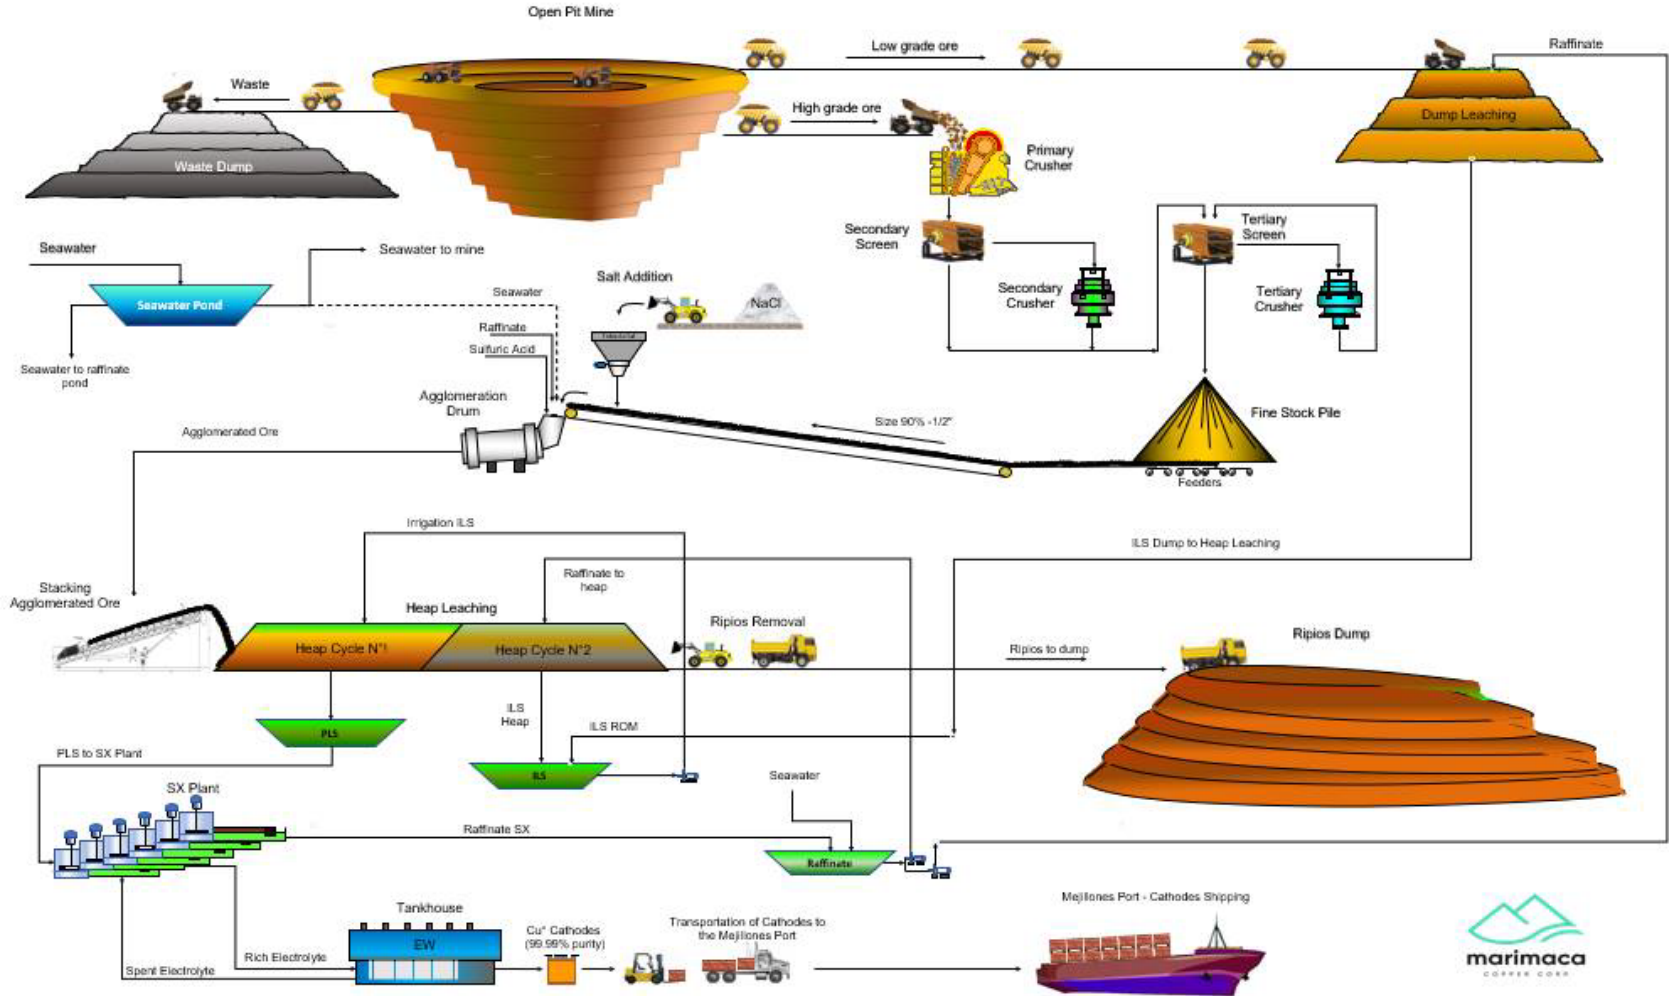 Open Pit Mine
Low grade ore
Raffinate
Waste
High grade ore
Dump Leaching
Waste Dump
Primary
Crusher
Secondary
Screen
Tertiary
Screen
Seawater
Seawater to mine
Salt Addition
Seawater
NaCl
Secondary
Crusher
Tertiary
Crusher
Seawater Pond
Raffinate
Sulfuric Acid
Seawater to raffinate
pond
Agglomeration
Drum
Size 90% -1/2"
Fine Stock Pile
Agglomerated Ore
Feeders
Irrigation ILS
ILS Dump to Heap Leaching
Raffinate to
heap
Stacking
Agglomerated Ore
Heap Leaching
Ripios Removal
Ripios Dump
Heap Cycle N°1
Heap Cycle N°2
Ripios to dump
ILS
Heap
ILS ROM
PLS
PLS to SX Plant
ILS
Seawater
SX Plant
Raffinate SX
Raffinate
Mejillones Port - Cathodes Shipping
Tankhouse
Transportation of Cathodes to
the Mejillones Port
Cu° Cathodes
(99.99% purity)
EW
Rich Electrolyte
Spent Electrolyte
marimaca
COPPER CORP